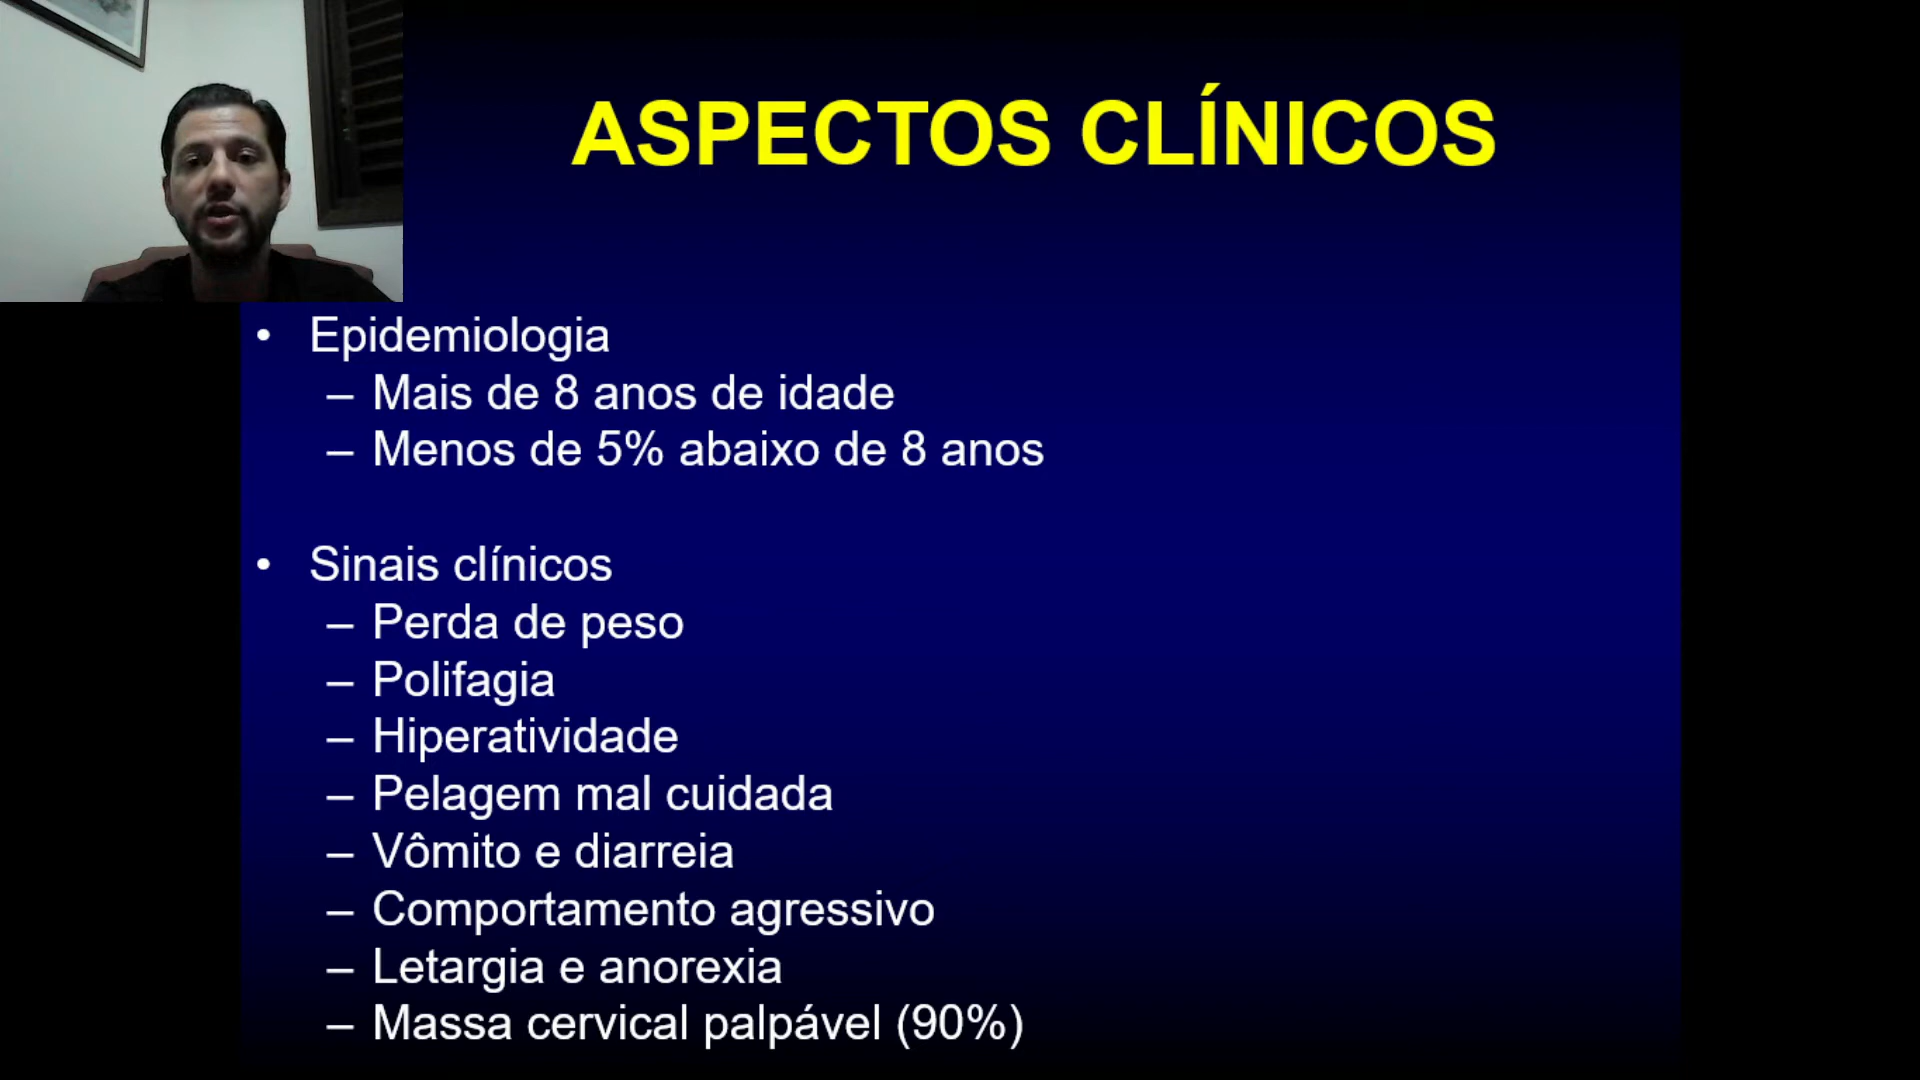 ASPECTOS CLÍNICOS
• Epidemiologia
– Mais de 8 anos de idade
– Menos de 5% abaixo de 8 anos
• Sinais clínicos
– Perda de peso
– Polifagia
– Hiperatividade
– Pelagem mal cuidada
– Vômito e diarreia
– Comportamento agressivo
– Letargia e anorexia
– Massa cervical palpável (90%)